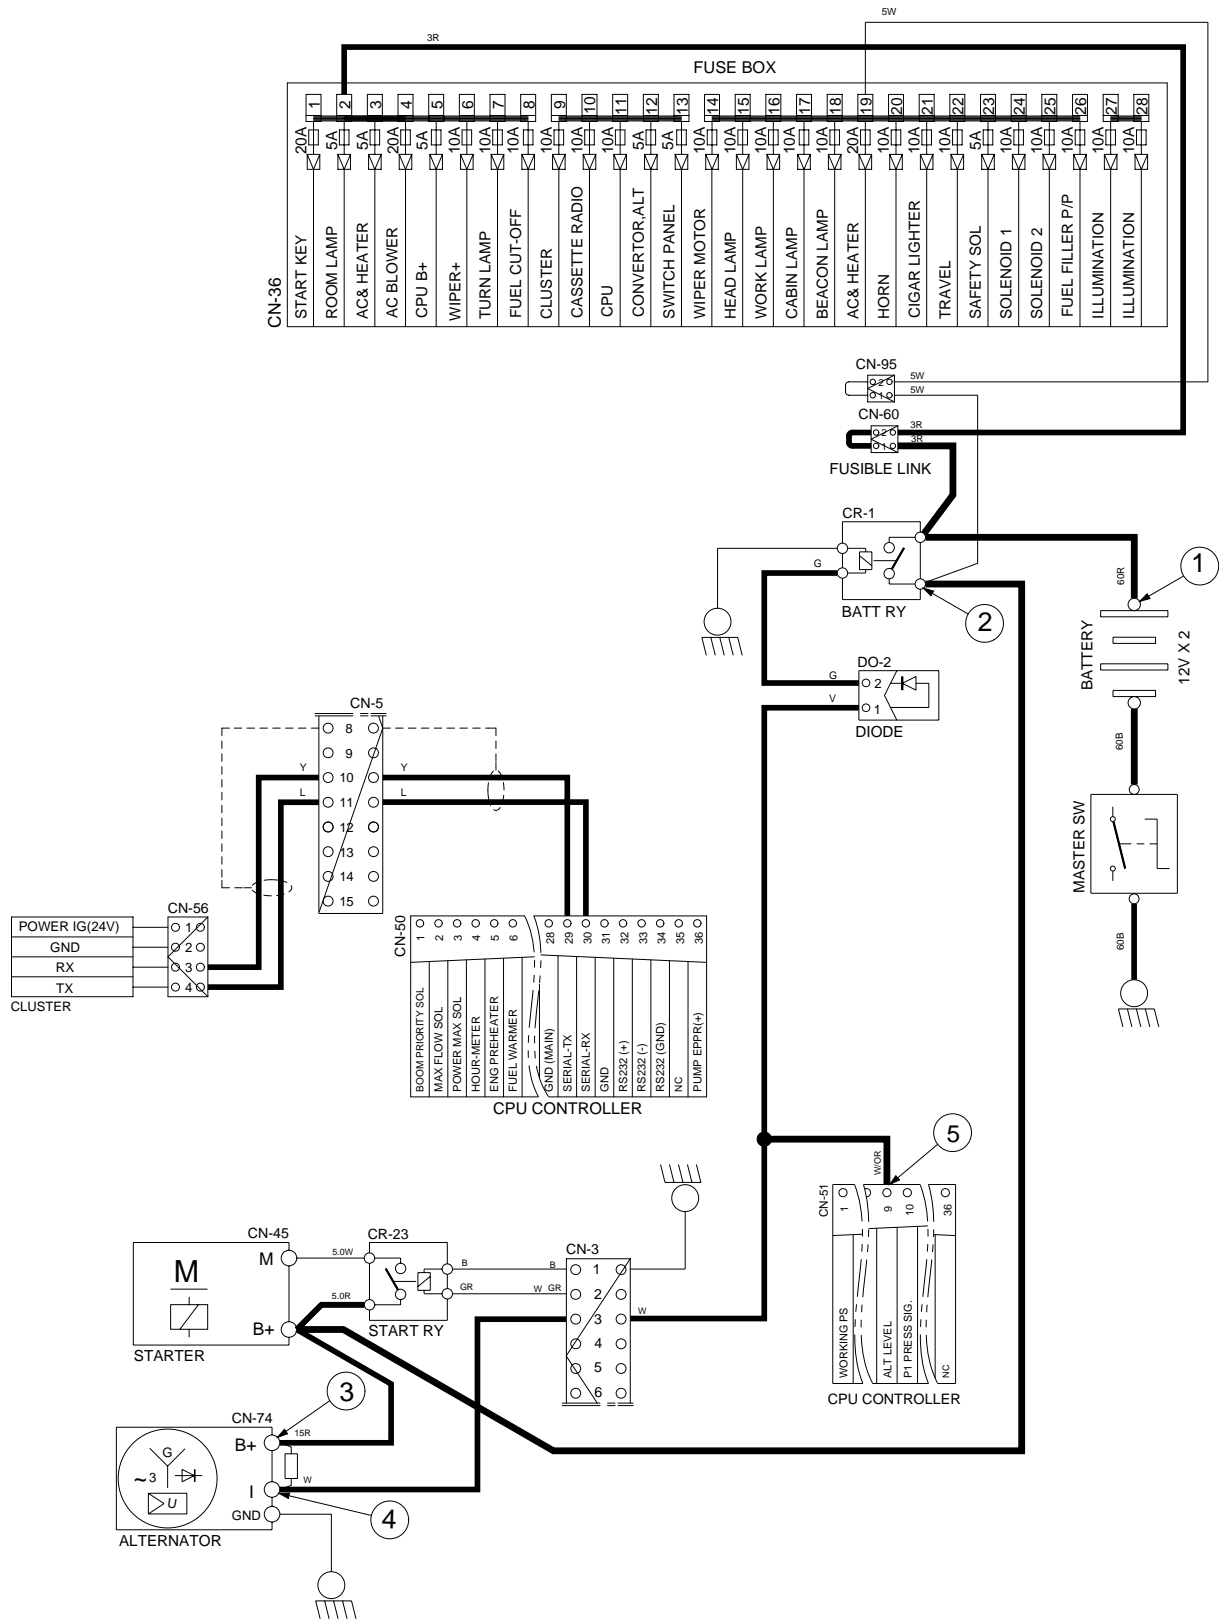 5W
3R
FUSE BOX
1 2 3 4 5 6 7 8 9 10 11 12 13 14 15 16 17 18 19 20 21 22 23 24 25 26 27 28
20A 5A 5A 20A 5A 10A 10A 10A 10A 10A 10A 5A 5A 10A 10A 10A 10A 10A 20A 10A 10A 10A 5A 10A 10A 10A 10A 10A
CN-36
START KEY
ROOM LAMP
AC& HEATER
AC BLOWER
CPU B+
WIPER+
TURN LAMP
FUEL CUT-OFF
CLUSTER
CASSETTE RADIO
CPU
CONVERTOR,ALT
SWITCH PANEL
WIPER MOTOR
HEAD LAMP
WORK LAMP
CABIN LAMP
BEACON LAMP
AC& HEATER
HORN
CIGAR LIGHTER
TRAVEL
SAFETY SOL
SOLENOID 1
SOLENOID 2
FUEL FILLER P/P
ILLUMINATION
ILLUMINATION
CN-95
2 5W
1 5W
CN-60
2 3R
1 3R
FUSIBLE LINK
CR-1
G
BATT RY
1
2
60R
BATTERY
12V X 2
60B
MASTER SW
60B
DO-2
G 2
V 1
DIODE
CN-5
8
9
Y 10 Y
L 11 L
12
13
14
15
CN-56
POWER IG(24V) 1
GND 2
RX 3
TX 4
CLUSTER
CN-50
1 2 3 4 5 6 28 29 30 31 32 33 34 35 36
BOOM PRIORITY SOL
MAX FLOW SOL
POWER MAX SOL
HOUR-METER
ENG PREHEATER
FUEL WARMER
GND (MAIN)
SERIAL-TX
SERIAL-RX
GND
RS232 (+)
RS232 (-)
RS232 (GND)
NC
PUMP EPPR(+)
CPU CONTROLLER
5
W/OR
CN-51
1 9 10 36
WORKING PS
ALT LEVEL
P1 PRESS SIG.
NC
CPU CONTROLLER
CN-45
M
M
B+
STARTER
5.0W
5.0R
CR-23
START RY
B B
GR W GR
CN-3
1
2
3 W
4
5
6
3
CN-74
B+ 15R
I W
GND
G
~3
U
ALTERNATOR
4